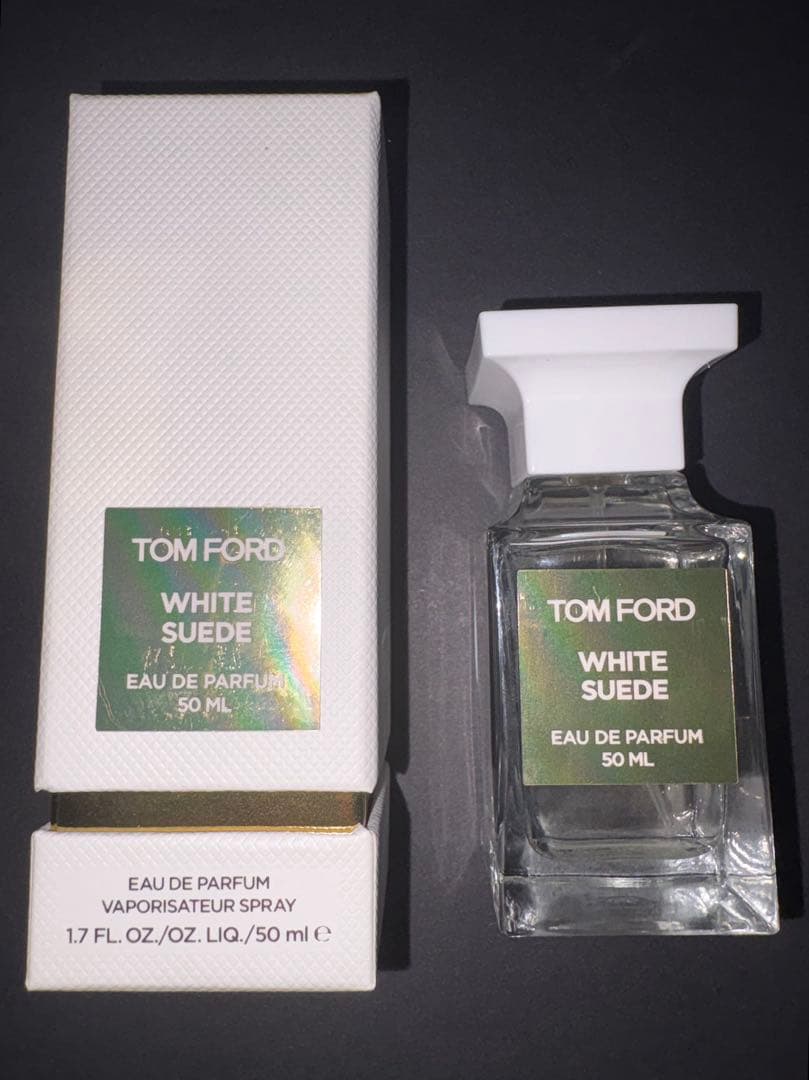 TOM FORD
WHITE
SUEDE
EAU DE PARFUM
50 ML
EAU DE PARFUM
VAPORISATEUR SPRAY
1.7 FL. OZ./OZ. LIQ./50 ml ℮
TOM FORD
WHITE
SUEDE
EAU DE PARFUM
50 ML